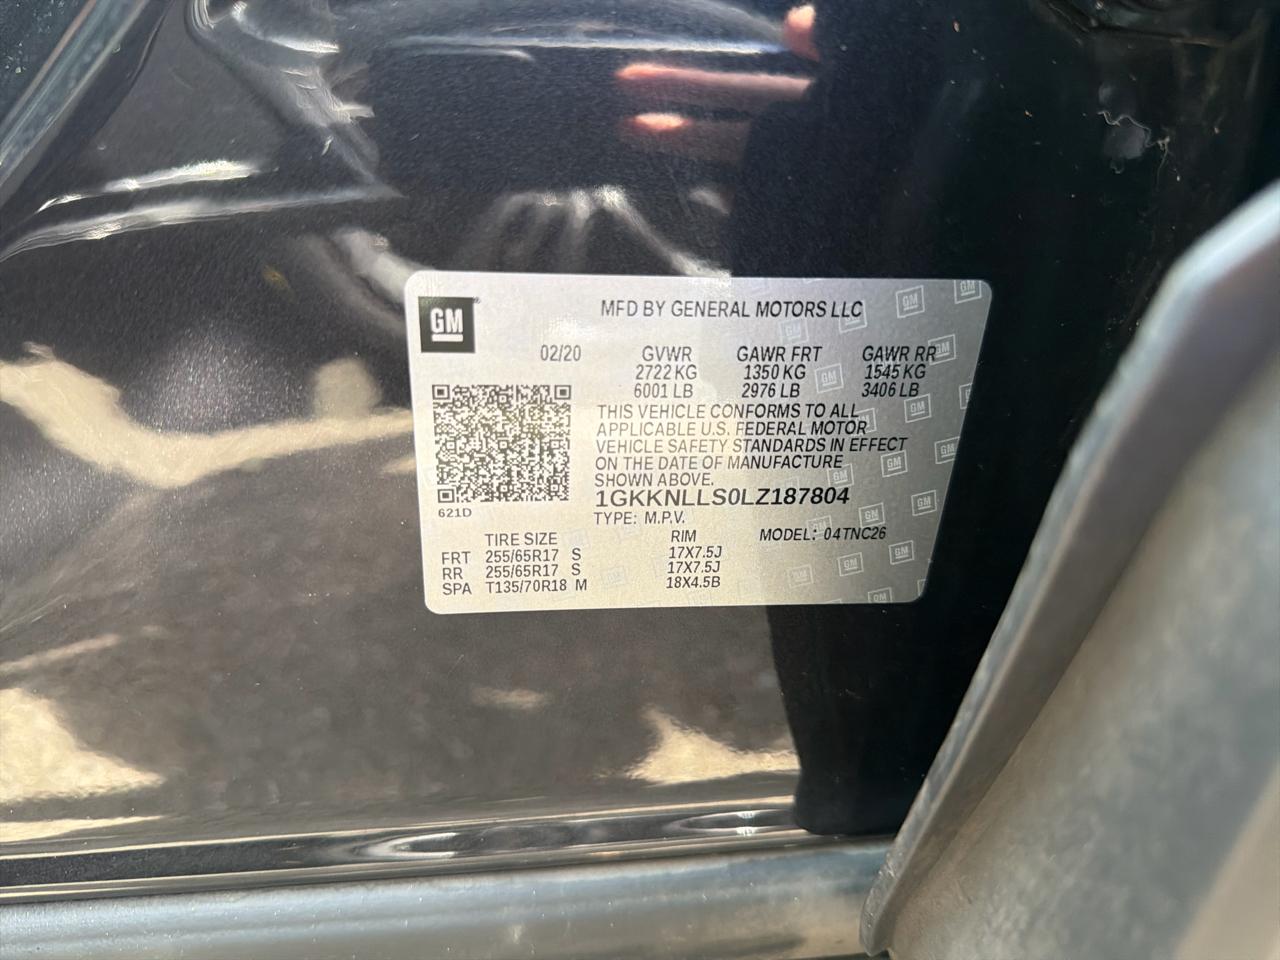 GM
MFD BY GENERAL MOTORS LLC
02/20 GVWR GAWR FRT GAWR RR
2722 KG 1350 KG 1545 KG
6001 LB 2976 LB 3406 LB
THIS VEHICLE CONFORMS TO ALL
APPLICABLE U.S. FEDERAL MOTOR
VEHICLE SAFETY STANDARDS IN EFFECT
ON THE DATE OF MANUFACTURE
SHOWN ABOVE.
1GKKNLLS0LZ187804
621D
TYPE: M.P.V.
TIRE SIZE RIM MODEL: 04TNC26
FRT 255/65R17 S 17X7.5J
RR 255/65R17 S 17X7.5J
SPA T135/70R18 M 18X4.5B